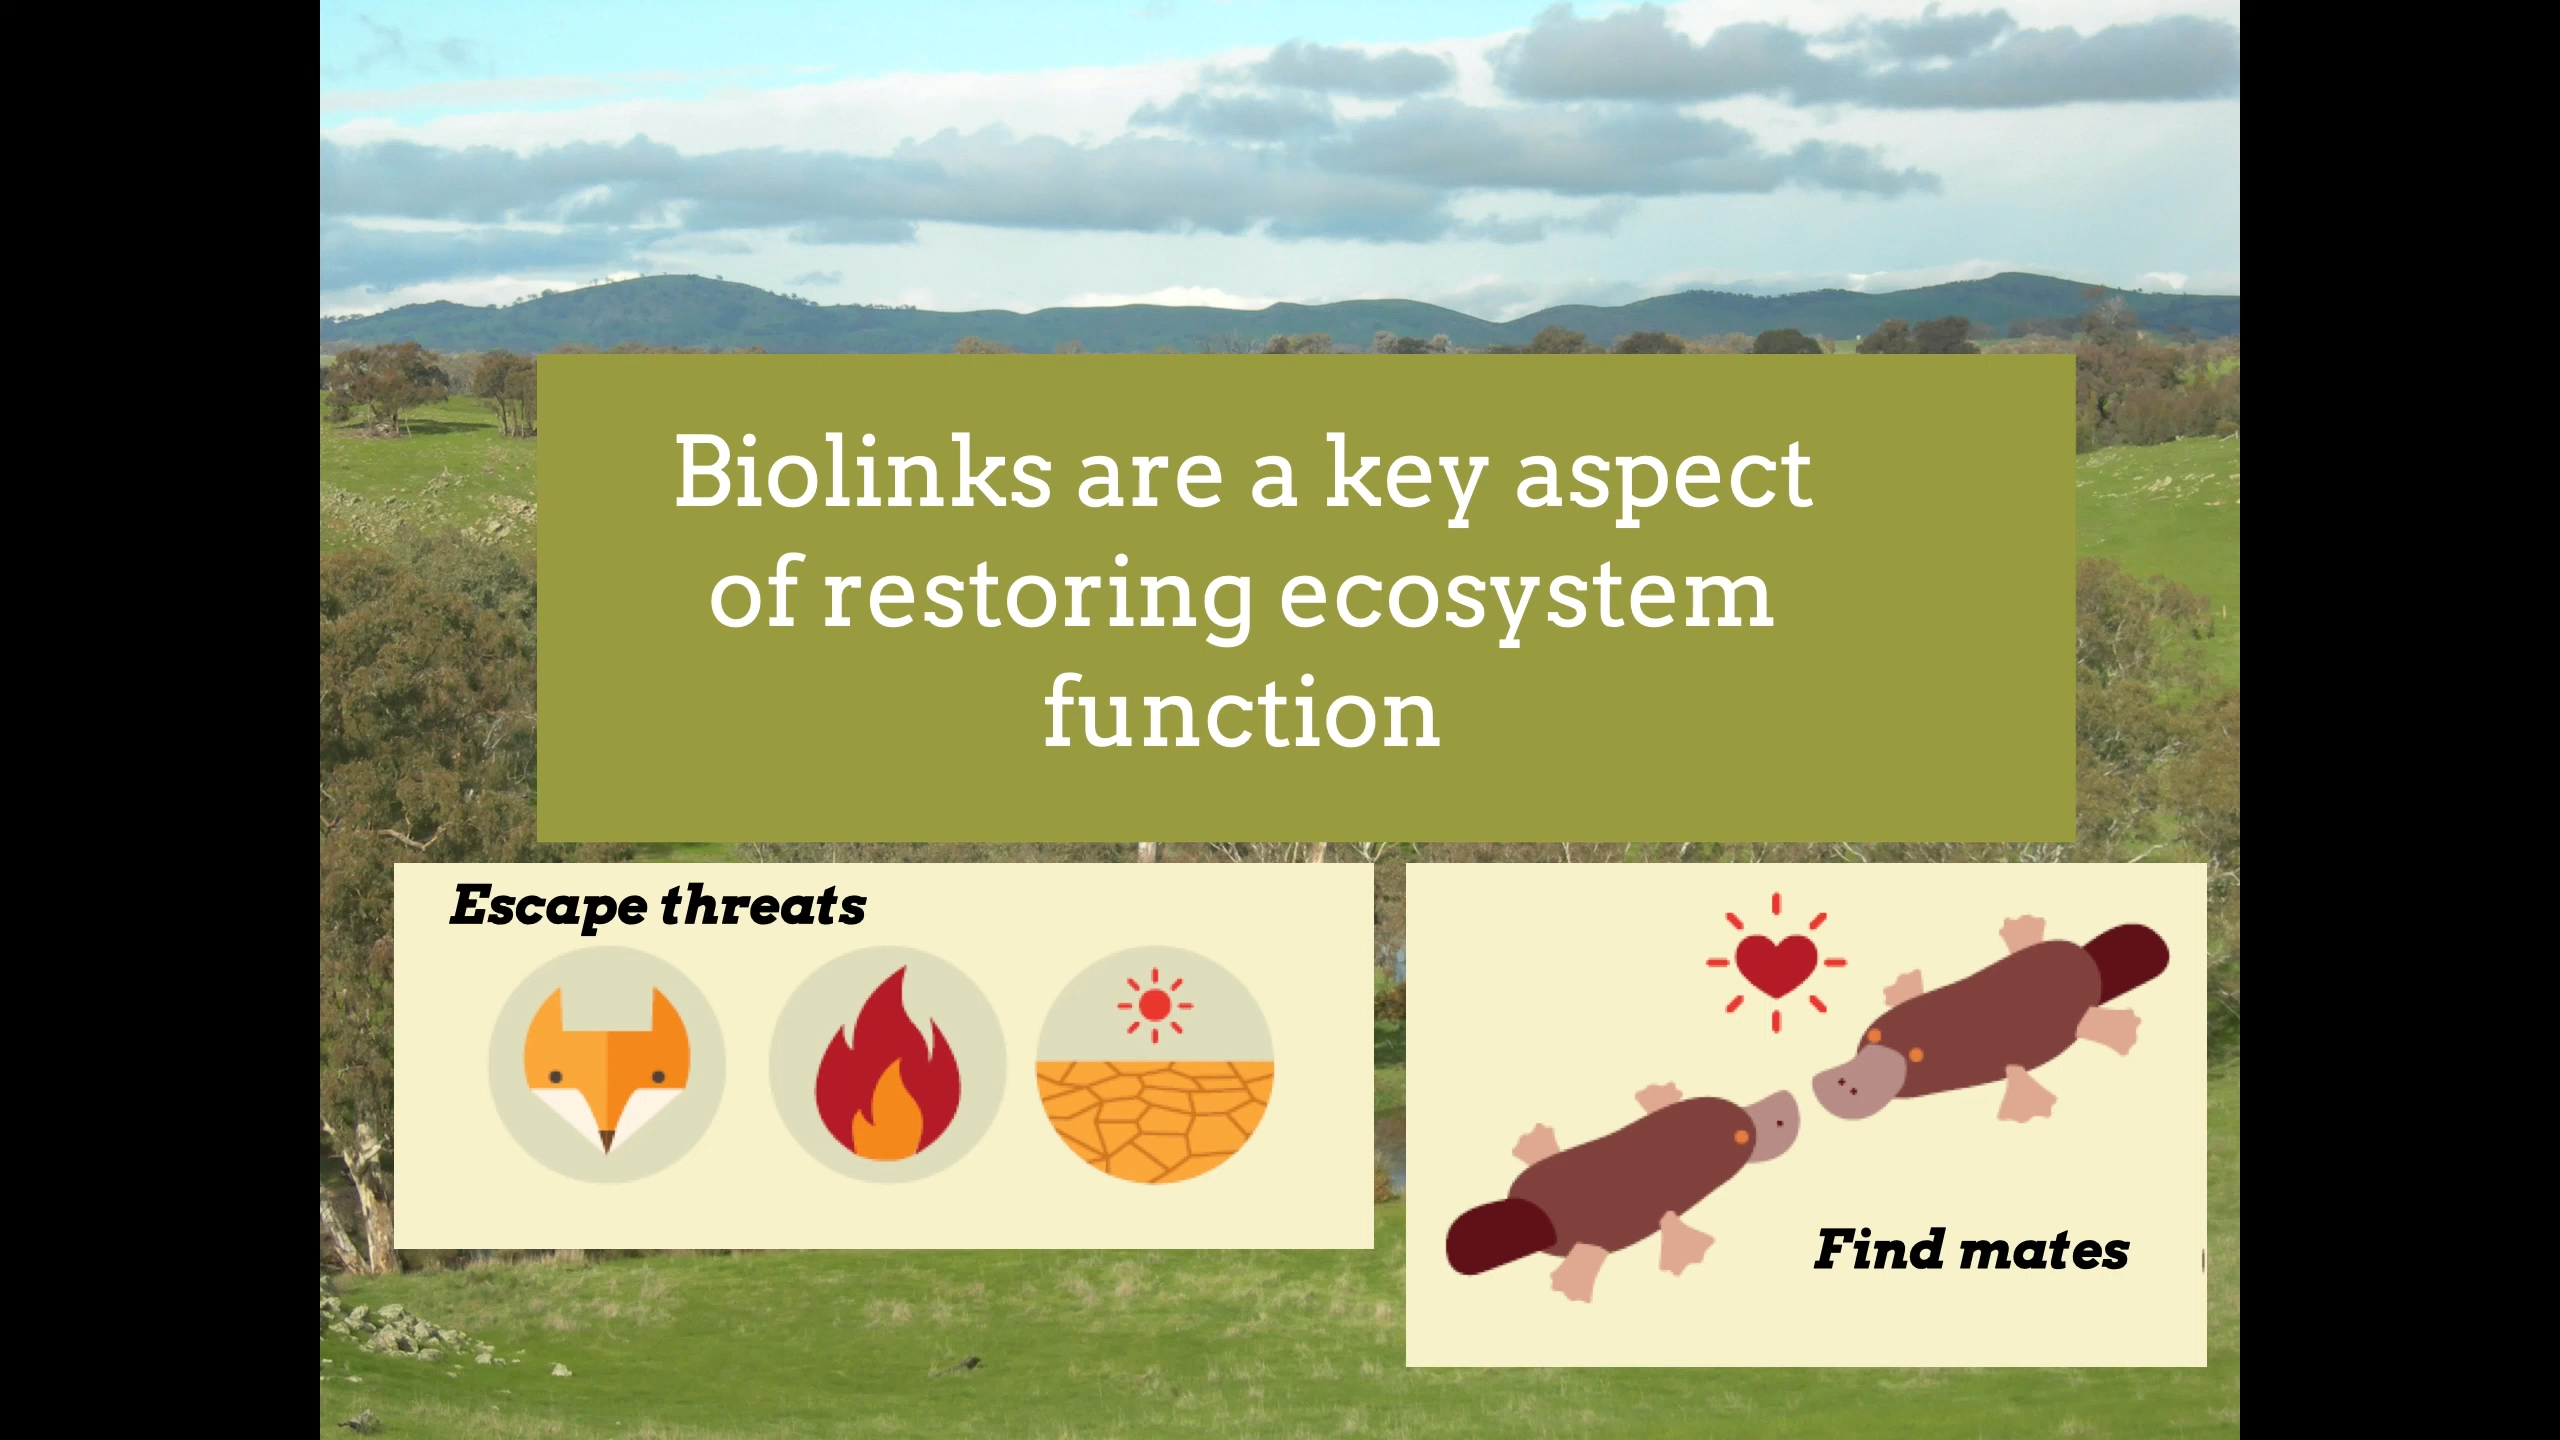 Biolinks are a key aspect
of restoring ecosystem
function
Escape threats
Find mates